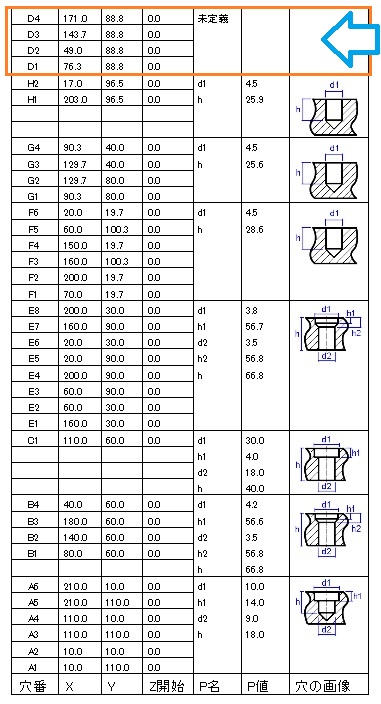 D4 171.0 88.8 0.0 未定義
D3 143.7 88.8 0.0
D2 49.0 88.8 0.0
D1 76.3 88.8 0.0
H2 17.0 96.5 0.0 d1 4.5 d1
H1 203.0 96.5 0.0 h 25.9 h
G4 90.3 40.0 0.0 d1 4.5 d1
G3 129.7 40.0 0.0 h 25.6 h
G2 129.7 80.0 0.0
G1 90.3 80.0 0.0
F6 20.0 19.7 0.0 d1 4.5 d1
F5 60.0 100.3 0.0 h 28.6 h
F4 150.0 19.7 0.0
F3 160.0 100.3 0.0
F2 200.0 19.7 0.0
F1 70.0 19.7 0.0
E8 200.0 30.0 0.0 d1 3.8 d1
E7 160.0 90.0 0.0 h1 56.7 h h1
E6 20.0 30.0 0.0 d2 3.5 h2
E5 20.0 90.0 0.0 h2 56.8 d2
E4 200.0 90.0 0.0 h 66.8
E3 60.0 90.0 0.0
E2 60.0 30.0 0.0
E1 160.0 30.0 0.0
C1 110.0 60.0 0.0 d1 30.0 d1
h1 4.0 h h1
d2 18.0
h 40.0 d2
B4 40.0 60.0 0.0 d1 4.2 d1
B3 180.0 60.0 0.0 h1 56.6 h h1
B2 140.0 60.0 0.0 d2 3.5 h2
B1 80.0 60.0 0.0 h2 56.8 d2
h 66.8
A6 210.0 10.0 0.0 d1 10.0 d1
A5 210.0 110.0 0.0 h1 14.0 h h1
A4 110.0 10.0 0.0 d2 9.0
A3 110.0 110.0 0.0 h 18.0 d2
A2 10.0 10.0 0.0
A1 10.0 110.0 0.0
穴番 X Y Z開始 P名 P値 穴の画像